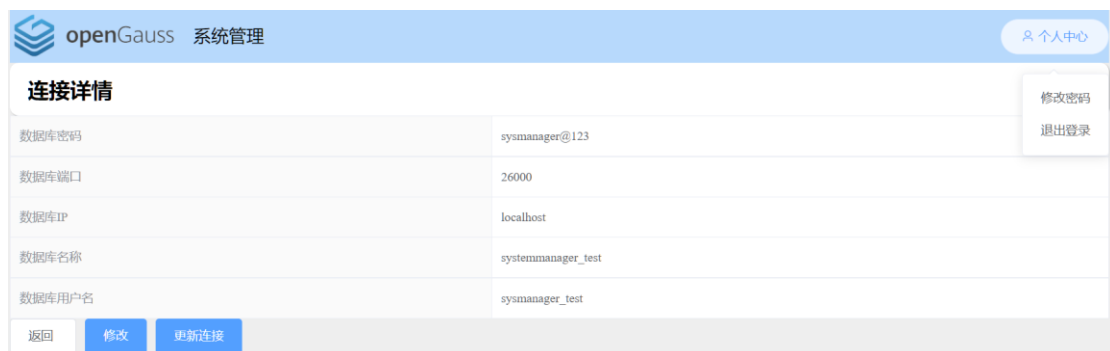 openGauss 系统管理 个人中心
连接详情
修改密码
退出登录
数据库密码 sysmanager@123
数据库端口 26000
数据库IP localhost
数据库名称 systemmanager_test
数据库用户名 sysmanager_test
返回 修改 更新连接